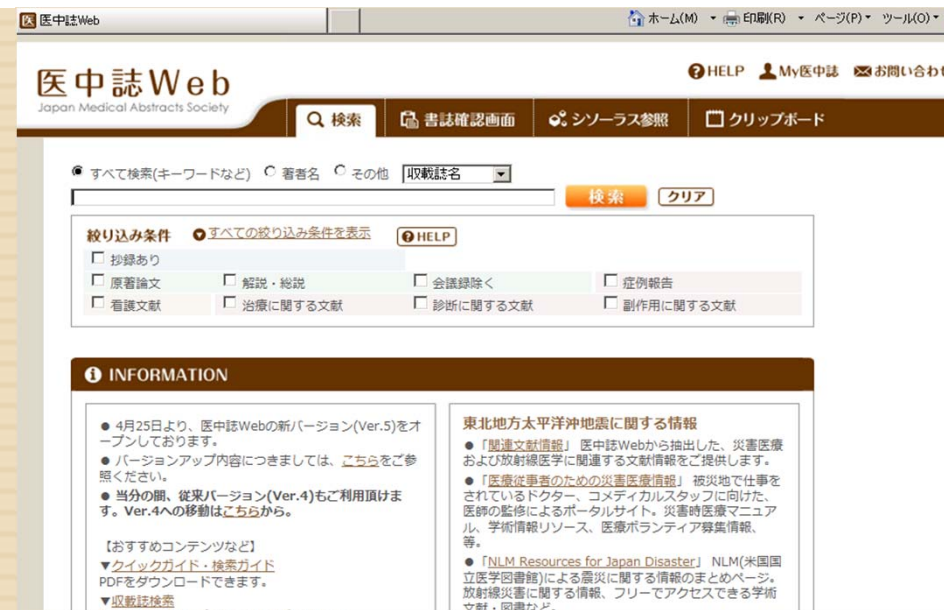 医中誌Web
ホーム(M) 印刷(R) ページ(P) ツール(O)
医中誌Web
Japan Medical Abstracts Society
HELP My医中誌 お問い合わせ
検索 書誌確認画面 シソーラス参照 クリップボード
すべて検索(キーワードなど) 著者名 その他 収載誌名
検索 クリア
絞り込み条件 すべての絞り込み条件を表示 HELP
抄録あり
原著論文 解説・総説 会議録除く 症例報告
看護文献 治療に関する文献 診断に関する文献 副作用に関する文献
INFORMATION
● 4月25日より、医中誌Webの新バージョン(Ver.5)をオ
ープンしております。
● バージョンアップ内容につきましては、こちらをご参
照ください。
● 当分の間、従来バージョン(Ver.4)もご利用頂けま
す。Ver.4への移動はこちらから。
【おすすめコンテンツなど】
▼クイックガイド・検索ガイド
PDFをダウンロードできます。
▼収載誌検索
東北地方太平洋沖地震に関する情報
● 「関連文献情報」 医中誌Webから抽出した、災害医療
および放射線医学に関連する文献情報をご提供します。
● 「医療従事者のための災害医療情報」 被災地で仕事を
されているドクター、コメディカルスタッフに向けた、
医師の監修によるポータルサイト。災害時医療マニュア
ル、学術情報リソース、医療ボランティア募集情報、
等。
● 「NLM Resources for Japan Disaster」 NLM(米国国
立医学図書館)による震災に関する情報のまとめページ。
放射線災害に関する情報、フリーでアクセスできる学術
文献・図書など。